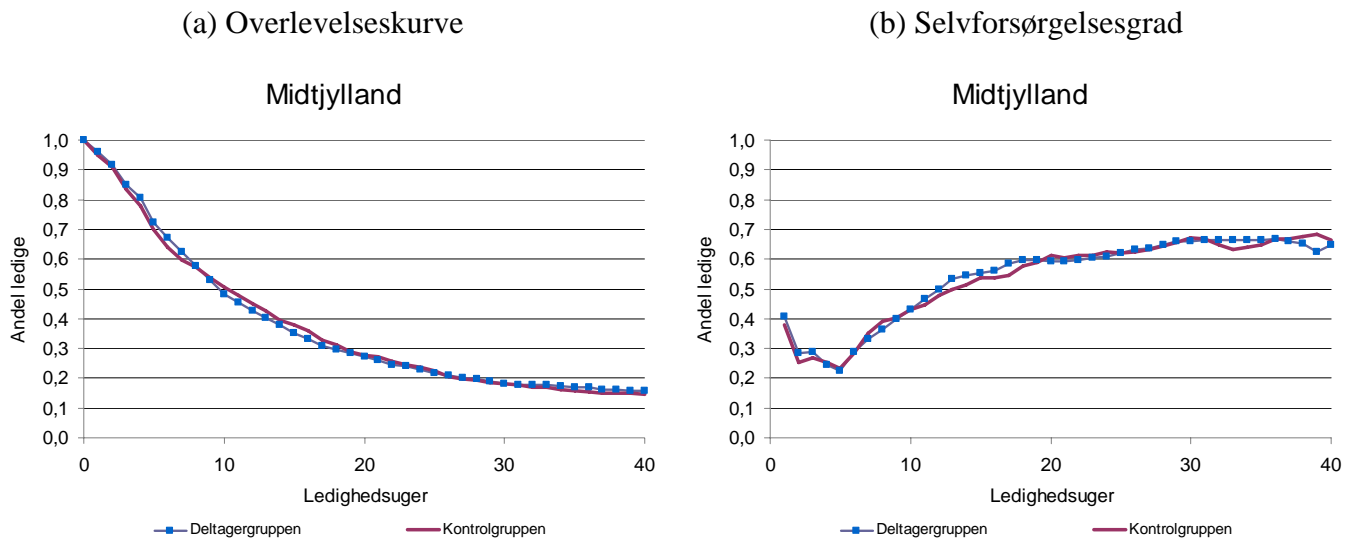 (a) Overlevelseskurve
(b) Selvforsørgelsesgrad
Midtjylland
1,0
0,9
0,8
0,7
0,6
0,5
0,4
0,3
0,2
0,1
0,0
Andel ledige
0 10 20 30 40
Ledighedsuger
Deltagergruppen Kontrolgruppen
Midtjylland
1,0
0,9
0,8
0,7
0,6
0,5
0,4
0,3
0,2
0,1
0,0
Andel ledige
0 10 20 30 40
Ledighedsuger
Deltagergruppen Kontrolgruppen